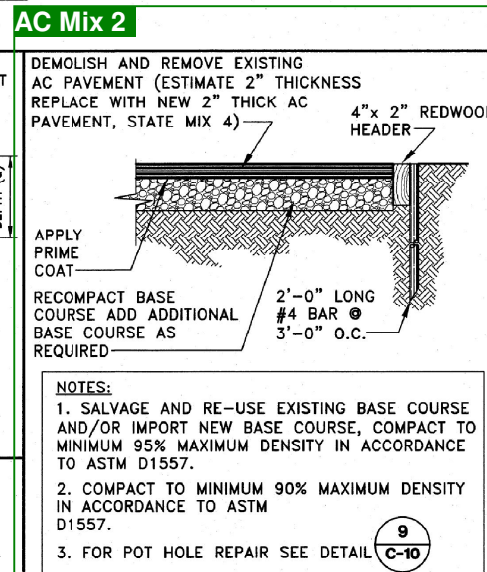 AC Mix 2
DEMOLISH AND REMOVE EXISTING
AC PAVEMENT (ESTIMATE 2" THICKNESS
REPLACE WITH NEW 2" THICK AC
PAVEMENT, STATE MIX 4)
4"x 2" REDWOOD
HEADER
APPLY
PRIME
COAT
RECOMPACT BASE
COURSE ADD ADDITIONAL
BASE COURSE AS
REQUIRED
2'-0" LONG
#4 BAR @
3'-0" O.C.
NOTES:
1. SALVAGE AND RE-USE EXISTING BASE COURSE
AND/OR IMPORT NEW BASE COURSE, COMPACT TO
MINIMUM 95% MAXIMUM DENSITY IN ACCORDANCE
TO ASTM D1557.
2. COMPACT TO MINIMUM 90% MAXIMUM DENSITY
IN ACCORDANCE TO ASTM
D1557.
3. FOR POT HOLE REPAIR SEE DETAIL
9
C-10